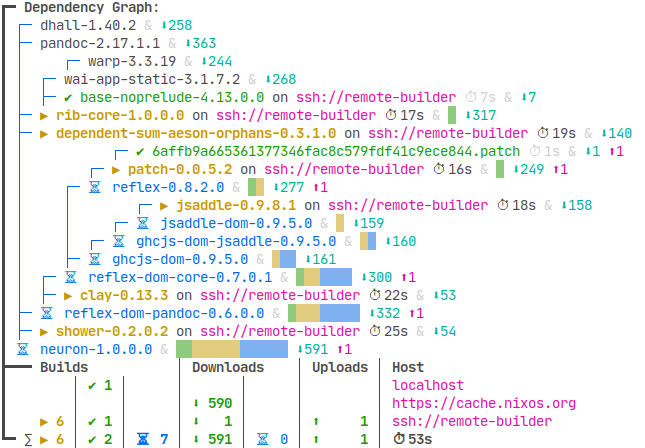 Dependency Graph:
dhall-1.40.2 & ⬇258
pandoc-2.17.1.1 & ⬇363
warp-3.3.19 & ⬇244
wai-app-static-3.1.7.2 & ⬇268
✔ base-noprelude-4.13.0.0 on ssh://remote-builder ⏱7s & ⬇7
▶ rib-core-1.0.0.0 on ssh://remote-builder ⏱17s & ⬇317
▶ dependent-sum-aeson-orphans-0.3.1.0 on ssh://remote-builder ⏱19s & ⬇140
✔ 6affb9a665361377346fac8c579fdf41c9ece844.patch ⏱1s & ⬇1 ⬆1
▶ patch-0.0.5.2 on ssh://remote-builder ⏱16s & ⬇249 ⬆1
⏳ reflex-0.8.2.0 & ⬇277 ⬆1
▶ jsaddle-0.9.8.1 on ssh://remote-builder ⏱18s & ⬇158
⏳ jsaddle-dom-0.9.5.0 & ⬇159
⏳ ghcjs-dom-jsaddle-0.9.5.0 & ⬇160
⏳ ghcjs-dom-0.9.5.0 & ⬇161
⏳ reflex-dom-core-0.7.0.1 & ⬇300 ⬆1
▶ clay-0.13.3 on ssh://remote-builder ⏱22s & ⬇53
⏳ reflex-dom-pandoc-0.6.0.0 & ⬇332 ⬆1
▶ shower-0.2.0.2 on ssh://remote-builder ⏱25s & ⬇54
⏳ neuron-1.0.0.0 & ⬇591 ⬆1
Builds Downloads Uploads Host
✔ 1 localhost
⬇ 590 https://cache.nixos.org
▶ 6 ✔ 1 ⬇ 1 ⬆ 1 ssh://remote-builder
∑ ▶ 6 ✔ 2 ⏳ 7 ⬇ 591 ⏳ 0 ⬆ 1 ⏱53s